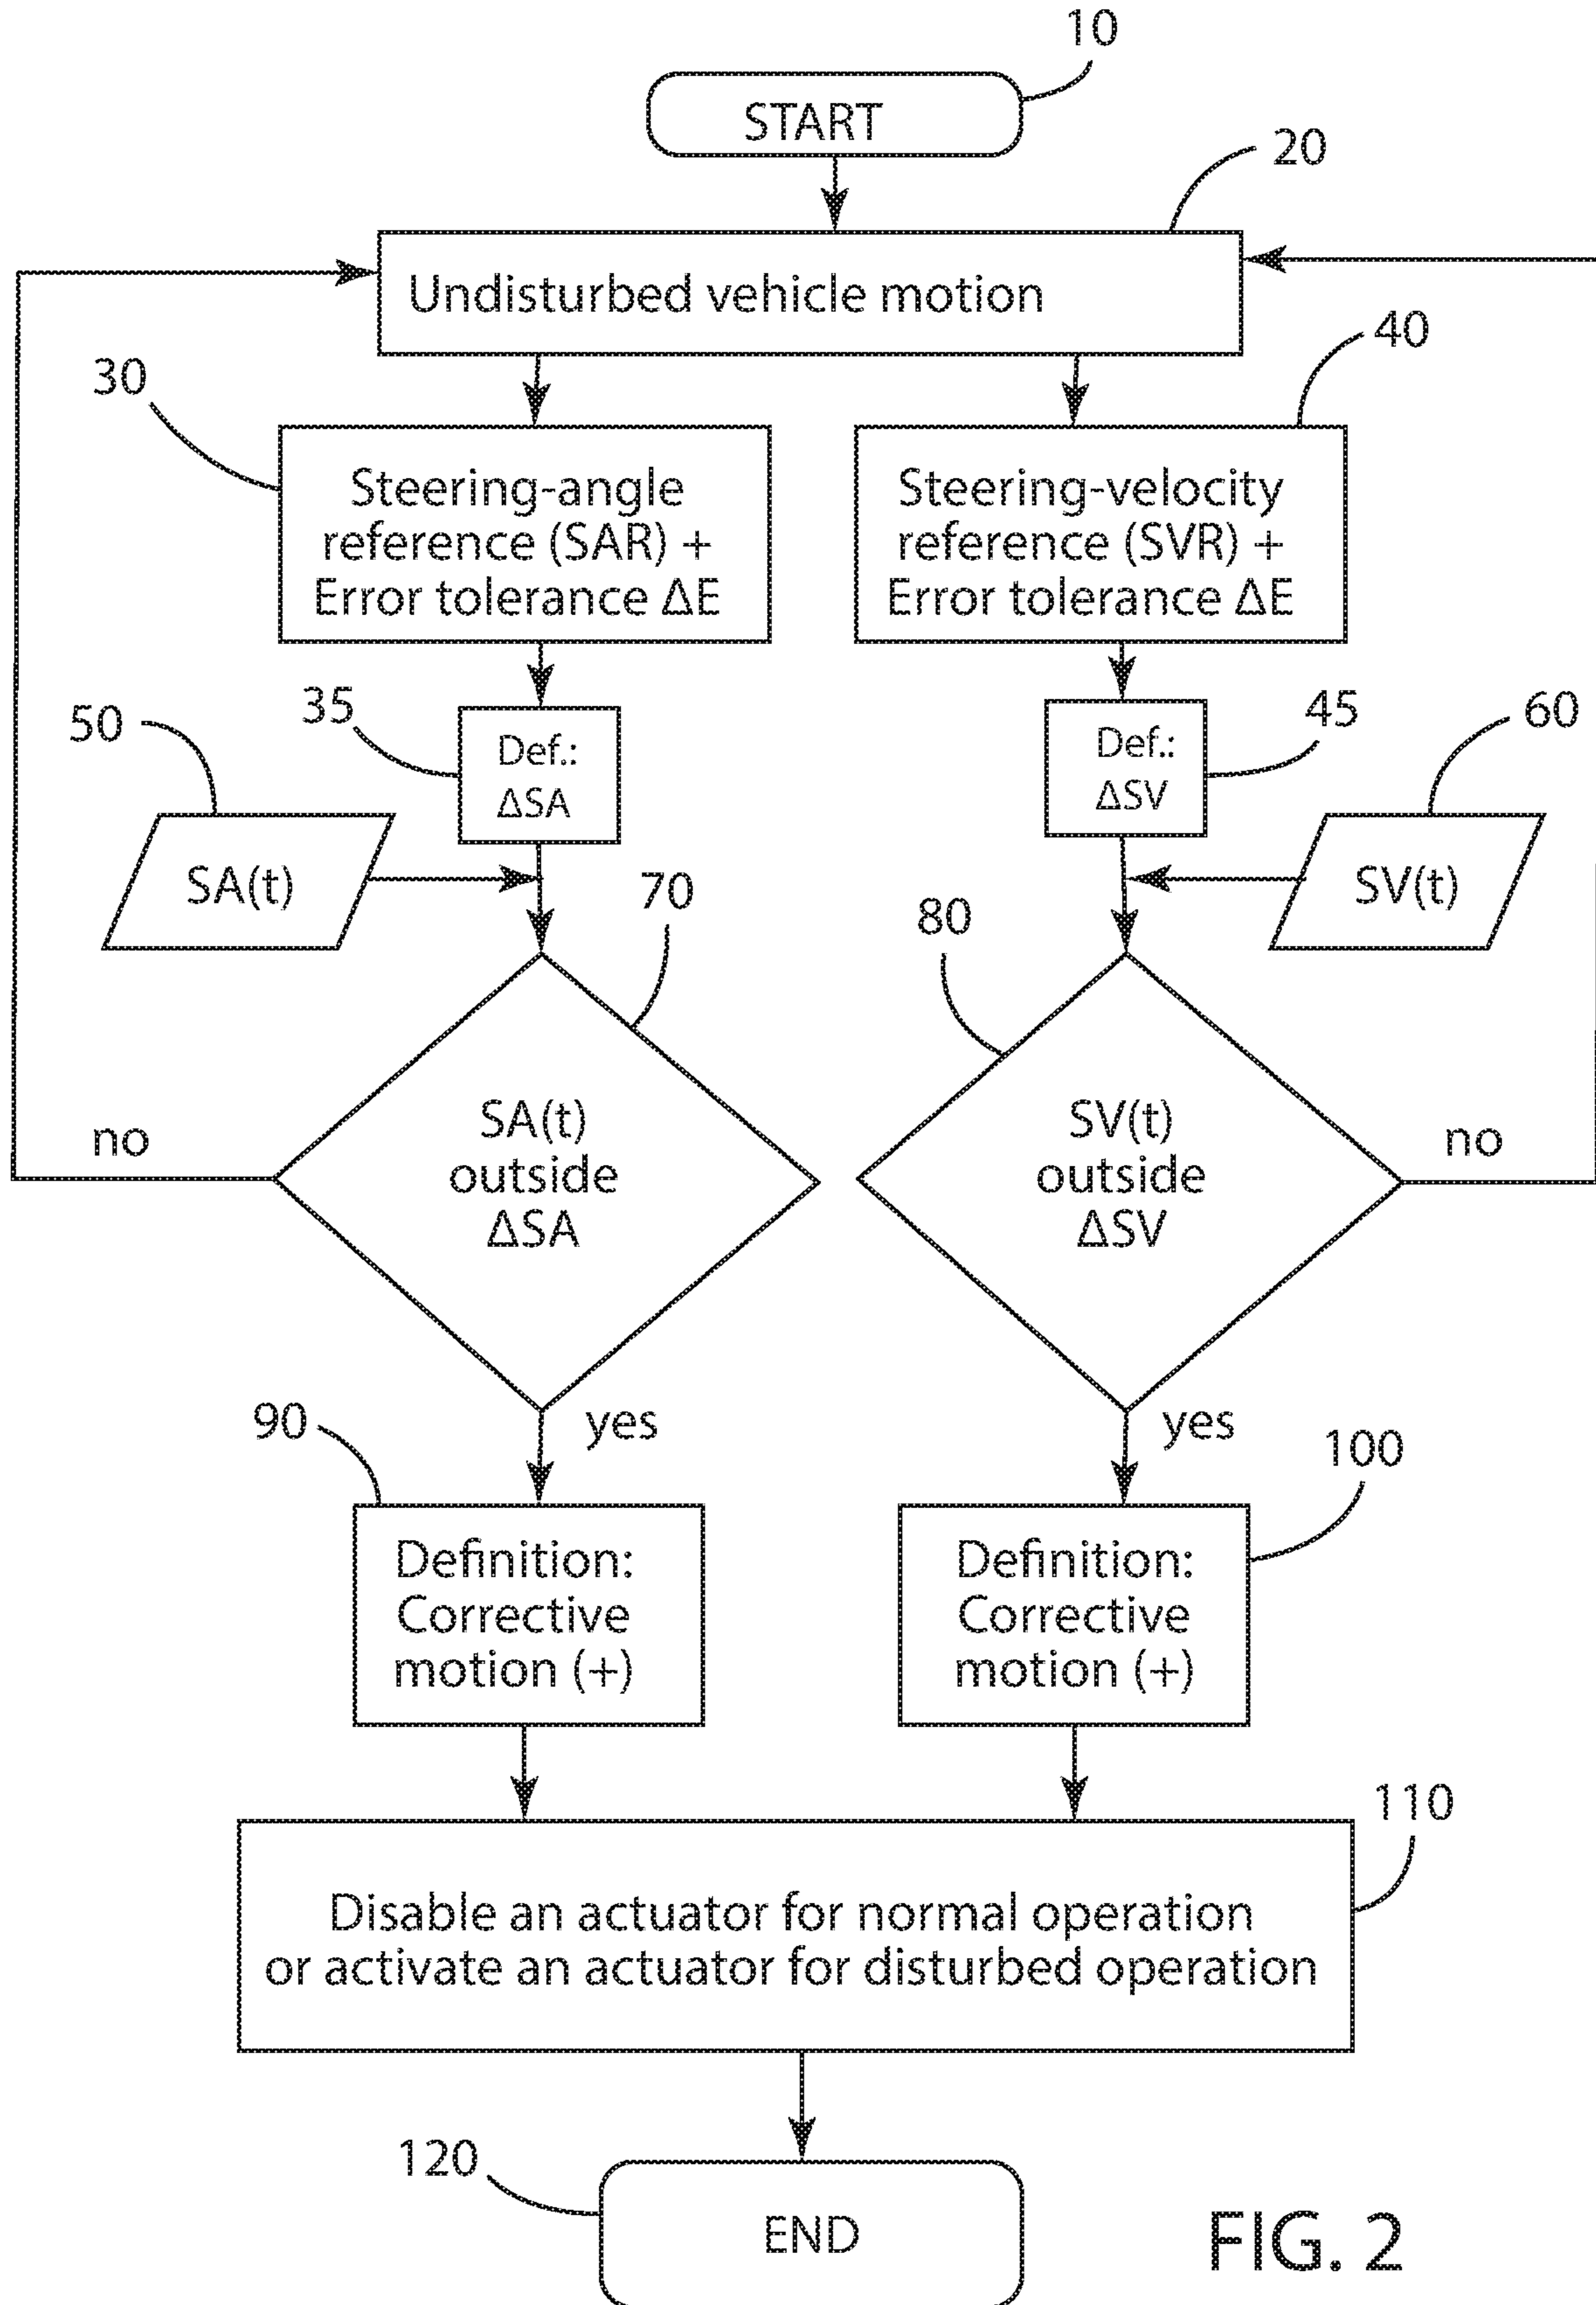 10
START
20
Undisturbed vehicle motion
30
40
Steering-angle
reference (SAR) +
Error tolerance ΔE
Steering-velocity
reference (SVR) +
Error tolerance ΔE
35
Def.:
ΔSA
45
Def.:
ΔSV
50
SA(t)
60
SV(t)
70
80
SA(t)
outside
ΔSA
no
SV(t)
outside
ΔSV
no
yes
yes
90
Definition:
Corrective
motion (+)
100
Definition:
Corrective
motion (+)
110
Disable an actuator for normal operation
or activate an actuator for disturbed operation
120
END
FIG. 2